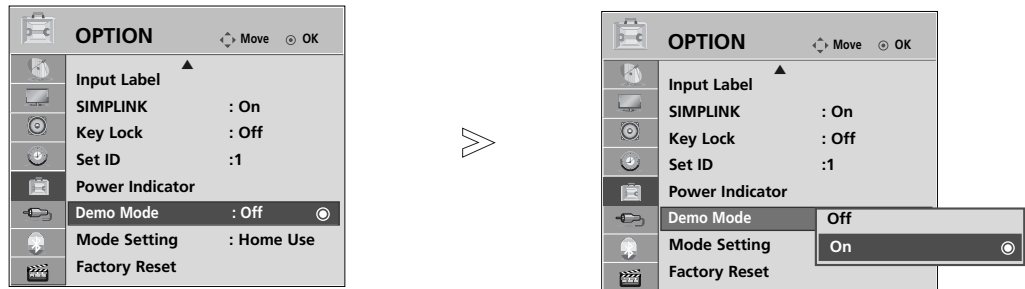 OPTION Move OK
Input Label
SIMPLINK : On
Key Lock : Off
Set ID :1
Power Indicator
Demo Mode : Off
Mode Setting : Home Use
Factory Reset
OPTION Move OK
Input Label
SIMPLINK : On
Key Lock : Off
Set ID :1
Power Indicator
Demo Mode Off
On
Mode Setting
Factory Reset